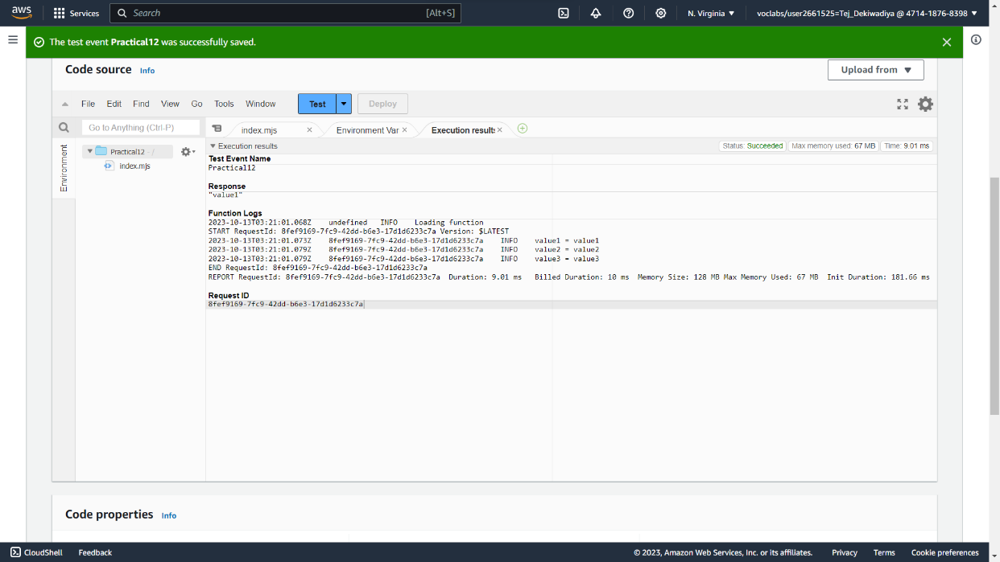 aws
Services
Search [Alt+S]
N. Virginia
voclabs/user2661525=Tej_Dekiwadiya @ 4714-1876-8398
The test event Practical12 was successfully saved.
Code source Info
Upload from
File Edit Find View Go Tools Window Test Deploy
Go to Anything (Ctrl-P)
index.mjs Environment Var Execution results
Environment
Practical12 - /
index.mjs
Execution results
Status: Succeeded Max memory used: 67 MB Time: 9.01 ms
Test Event Name
Practical12
Response
"value1"
Function Logs
2023-10-13T03:21:01.068Z undefined INFO Loading function
START RequestId: 8fef9169-7fc9-42dd-b6e3-17d1d6233c7a Version: $LATEST
2023-10-13T03:21:01.073Z 8fef9169-7fc9-42dd-b6e3-17d1d6233c7a INFO value1 = value1
2023-10-13T03:21:01.079Z 8fef9169-7fc9-42dd-b6e3-17d1d6233c7a INFO value2 = value2
2023-10-13T03:21:01.079Z 8fef9169-7fc9-42dd-b6e3-17d1d6233c7a INFO value3 = value3
END RequestId: 8fef9169-7fc9-42dd-b6e3-17d1d6233c7a
REPORT RequestId: 8fef9169-7fc9-42dd-b6e3-17d1d6233c7a Duration: 9.01 ms Billed Duration: 10 ms Memory Size: 128 MB Max Memory Used: 67 MB Init Duration: 181.66 ms
Request ID
8fef9169-7fc9-42dd-b6e3-17d1d6233c7a
Code properties Info
CloudShell Feedback
© 2023, Amazon Web Services, Inc. or its affiliates. Privacy Terms Cookie preferences